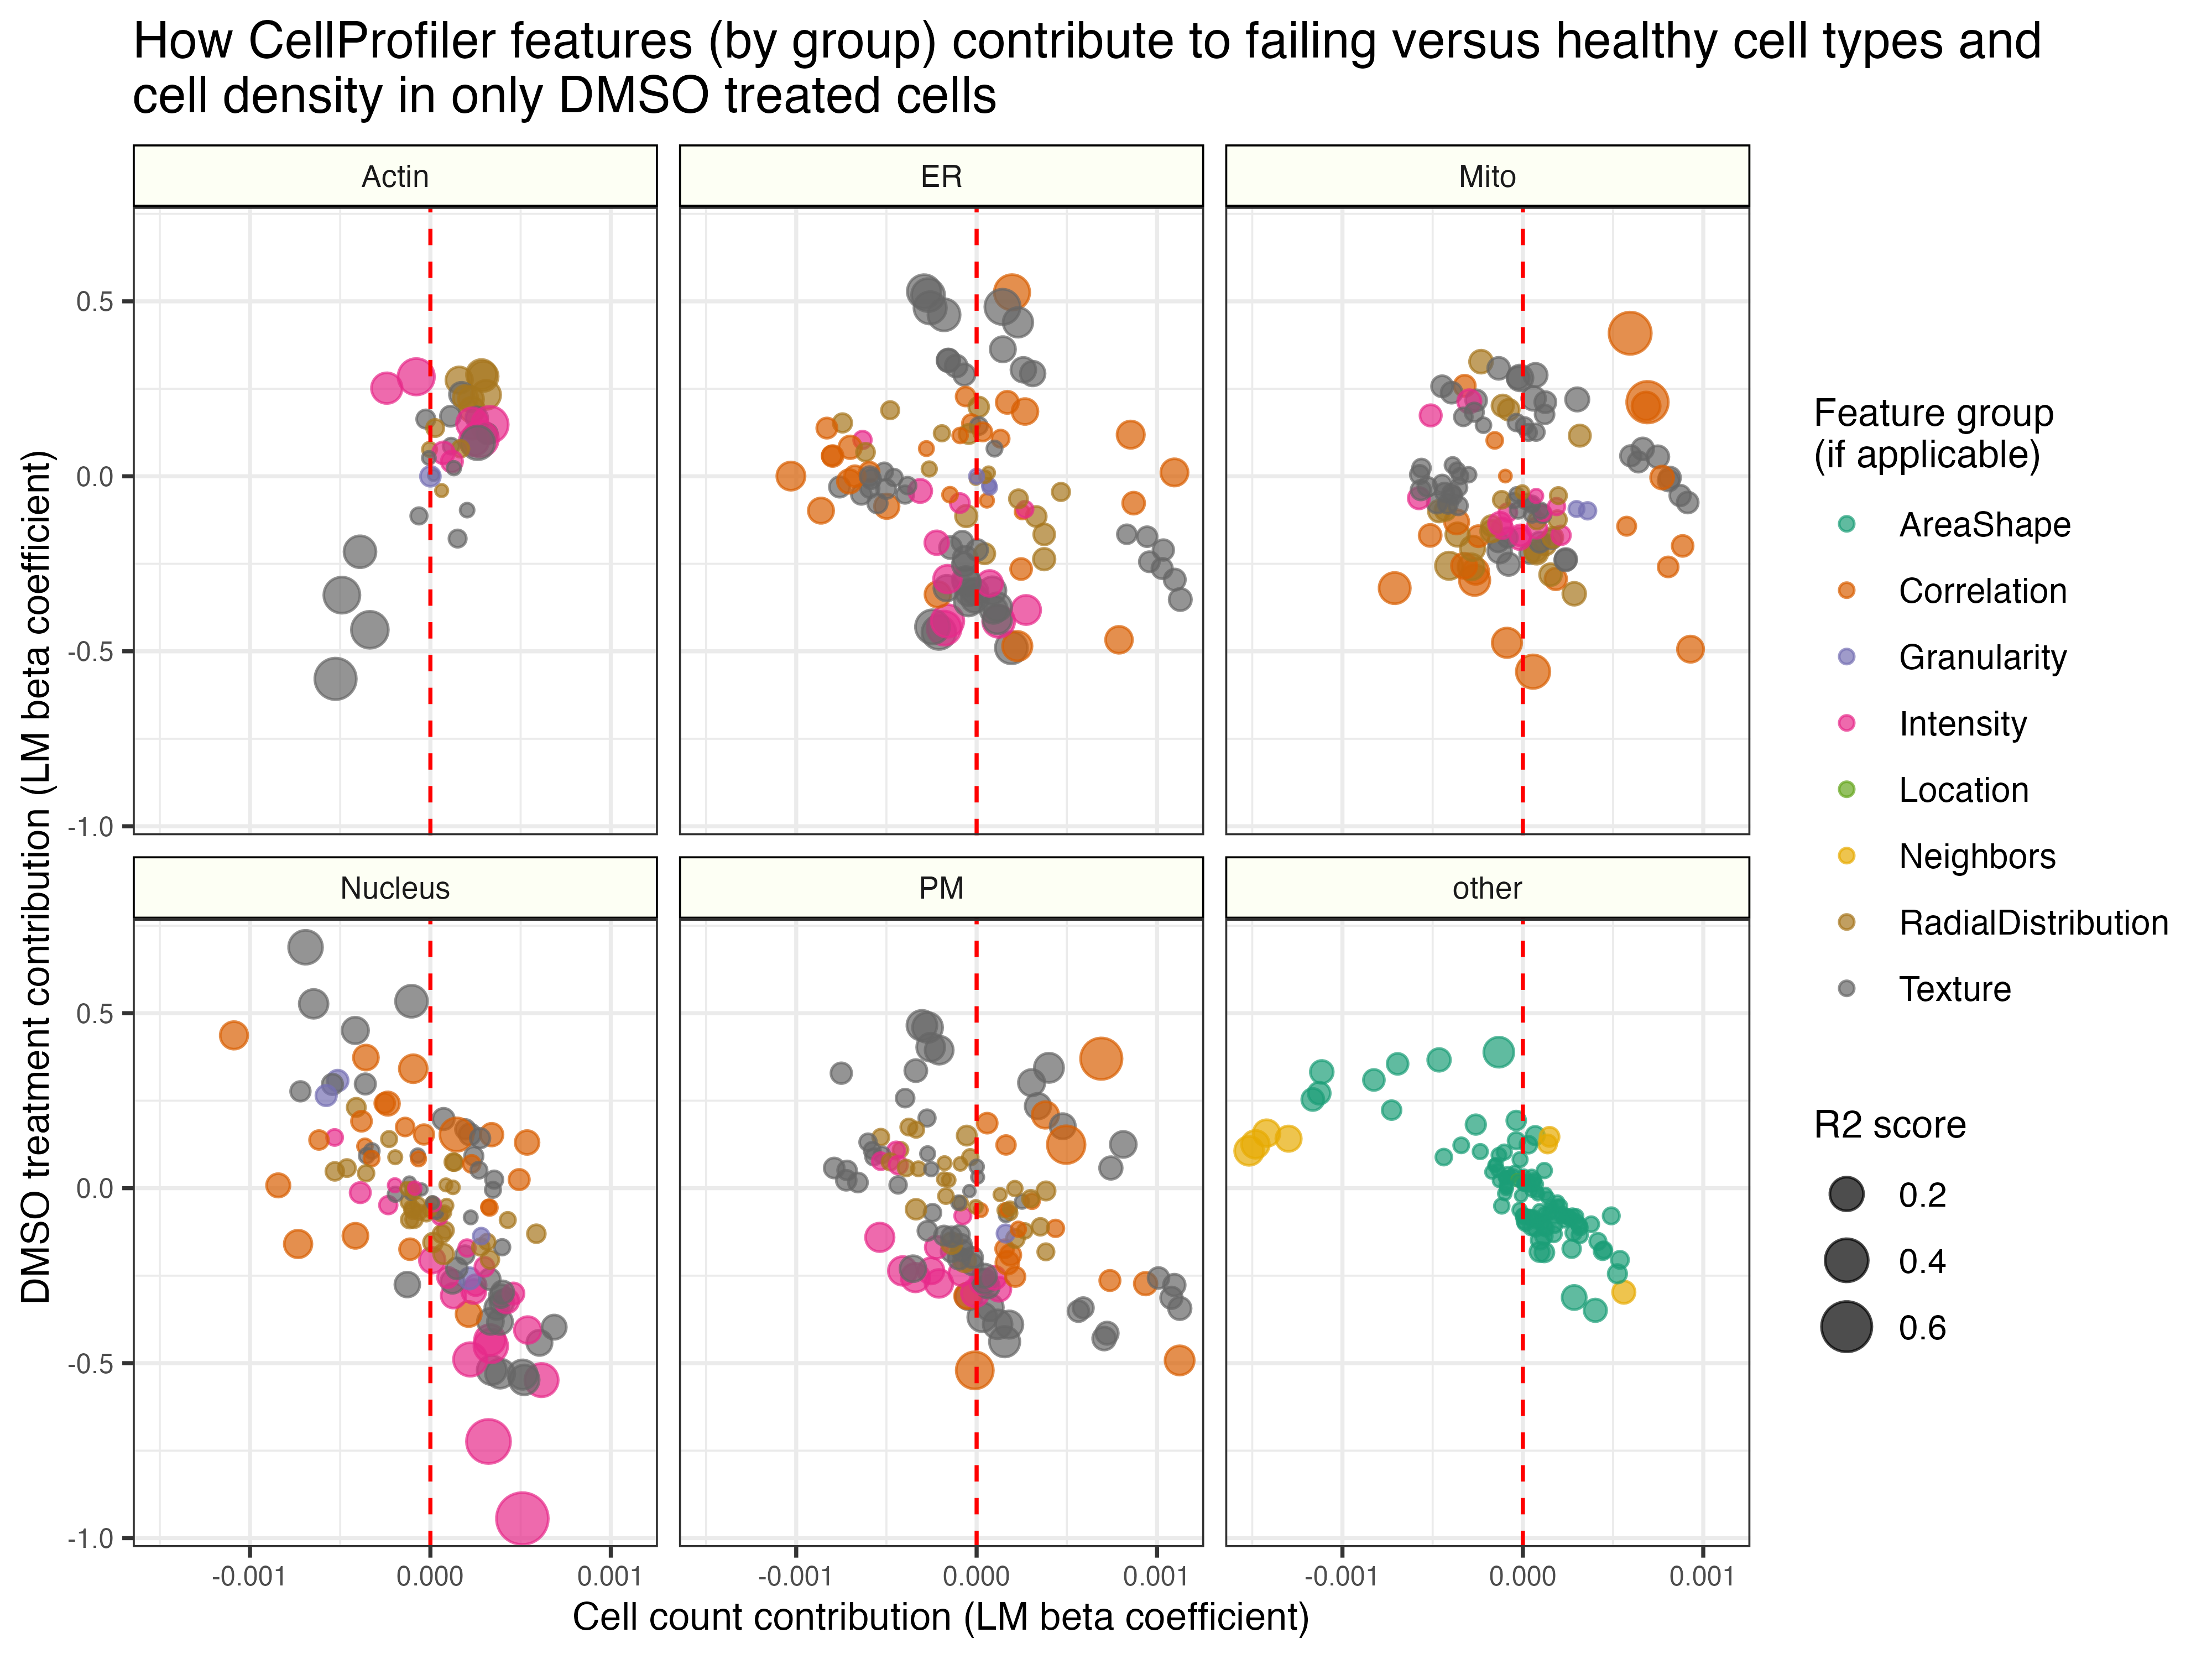 How CellProfiler features (by group) contribute to failing versus healthy cell types and
cell density in only DMSO treated cells
Actin
ER
Mito
0.5
0.0
-0.5
-1.0
Nucleus
PM
other
0.5
0.0
-0.5
-1.0
-0.001
0.000
0.001
-0.001
0.000
0.001
-0.001
0.000
0.001
Cell count contribution (LM beta coefficient)
DMSO treatment contribution (LM beta coefficient)
Feature group
(if applicable)
AreaShape
Correlation
Granularity
Intensity
Location
Neighbors
RadialDistribution
Texture
R2 score
0.2
0.4
0.6